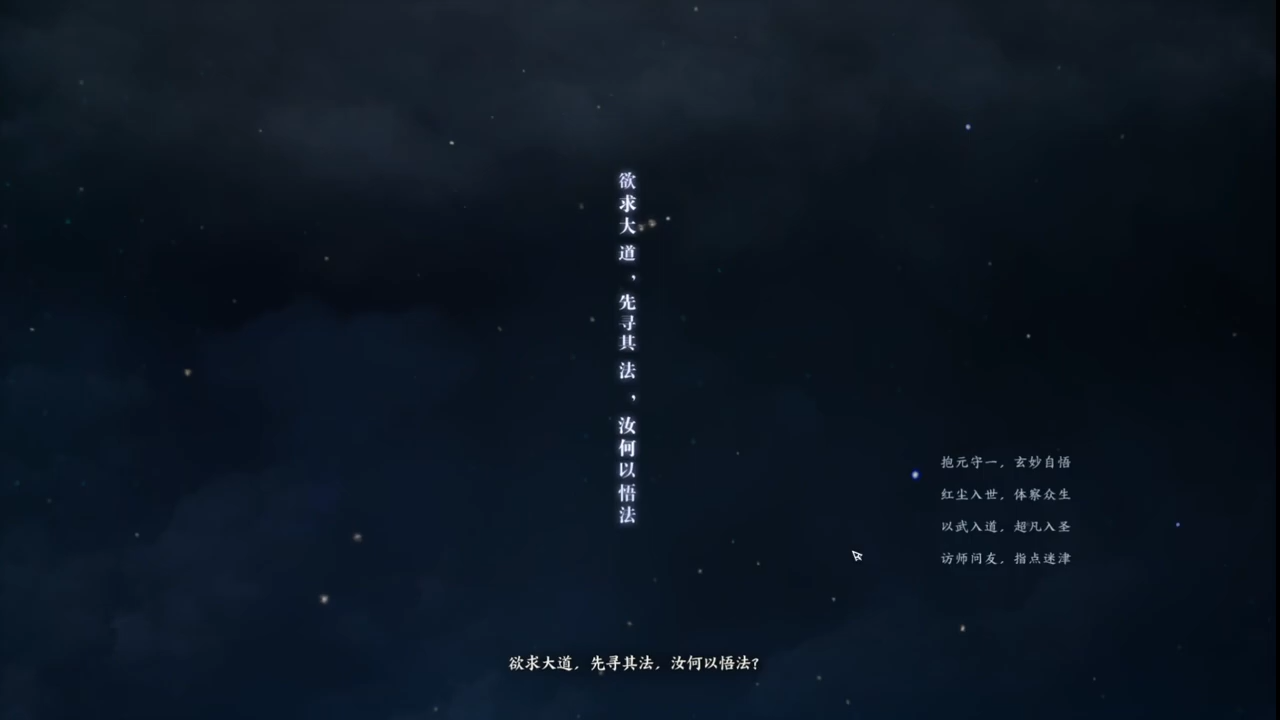 欲求大道，先寻其法，汝何以悟法
抱元守一，玄妙自悟
红尘入世，体察众生
以武入道，超凡入圣
访师问友，指点迷津
欲求大道，先寻其法，汝何以悟法？